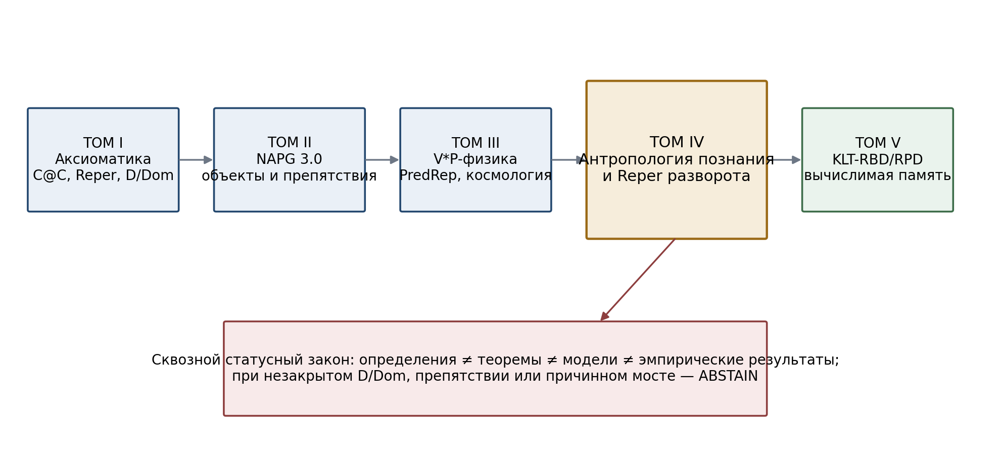 ТОМ I
Аксиоматика
C@C, Reper, D/Dom
ТОМ II
NAPG 3.0
объекты и препятствия
ТОМ III
V*P-физика
PredRep, космология
ТОМ IV
Антропология познания
и Reper разворота
ТОМ V
KLT-RBD/RPD
вычислимая память
Сквозной статусный закон: определения ≠ теоремы ≠ модели ≠ эмпирические результаты;
при незакрытом D/Dom, препятствии или причинном мосте — ABSTAIN